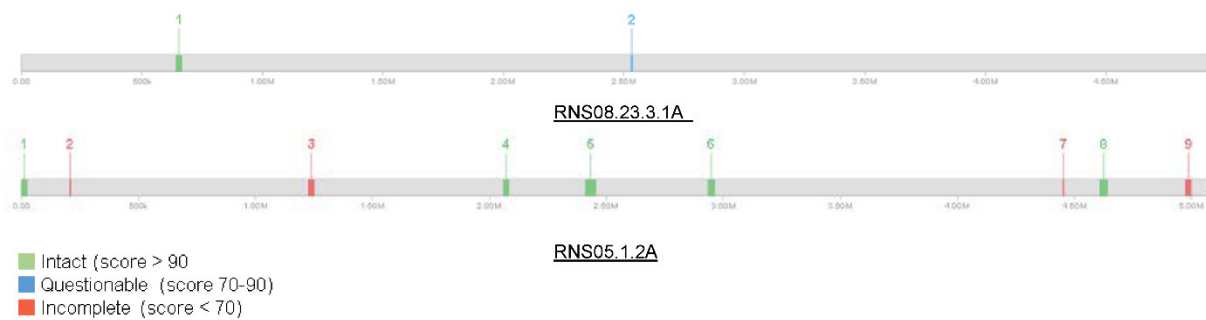 1 2
0.00 500k 1.00M 1.50M 2.00M 2.50M 3.00M 3.50M 4.00M 4.50M
RNS08.23.3.1A
1 2 3 4 5 6 7 8 9
0.00 500k 1.00M 1.50M 2.00M 2.50M 3.00M 3.50M 4.00M 4.50M 5.00M
RNS05.1.2A
Intact (score > 90
Questionable (score 70-90)
Incomplete (score < 70)